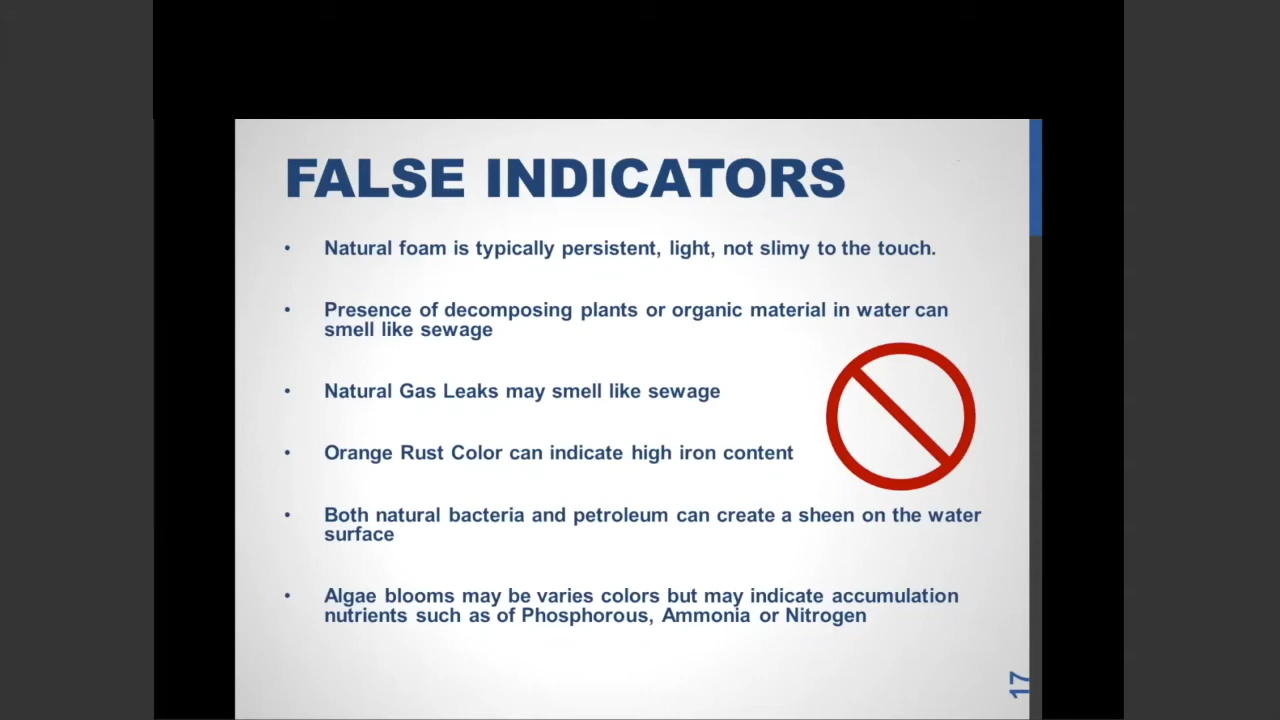 FALSE INDICATORS
• Natural foam is typically persistent, light, not slimy to the touch.
• Presence of decomposing plants or organic material in water can
smell like sewage
• Natural Gas Leaks may smell like sewage
• Orange Rust Color can indicate high iron content
• Both natural bacteria and petroleum can create a sheen on the water
surface
• Algae blooms may be varies colors but may indicate accumulation
nutrients such as of Phosphorous, Ammonia or Nitrogen
17